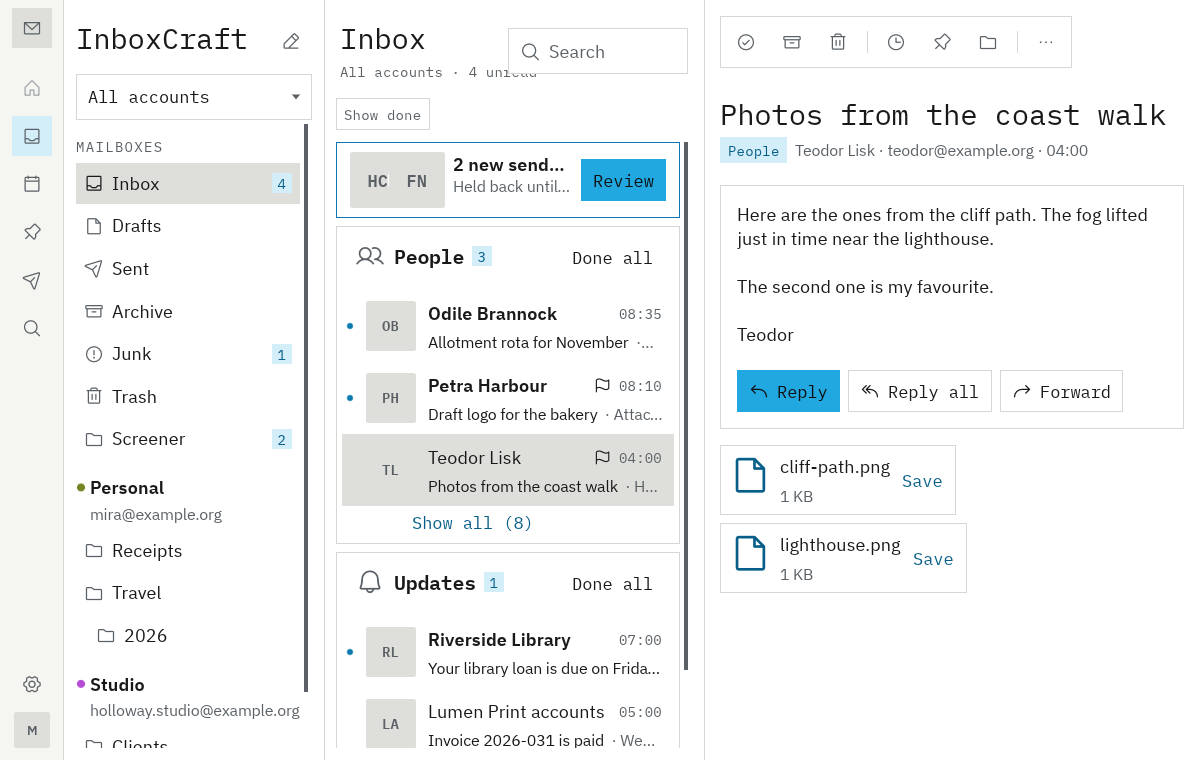 InboxCraft
All accounts
MAILBOXES
Inbox 4
Drafts
Sent
Archive
Junk 1
Trash
Screener 2
Personal
mira@example.org
Receipts
Travel
2026
Studio
holloway.studio@example.org
Clients
M
Inbox
Search
All accounts · 4 unread
Show done
HC FN
2 new send...
Held back until...
Review
People 3 Done all
OB
Odile Brannock 08:35
Allotment rota for November ·...
PH
Petra Harbour 08:10
Draft logo for the bakery · Attac...
TL
Teodor Lisk 04:00
Photos from the coast walk · H...
Show all (8)
Updates 1 Done all
RL
Riverside Library 07:00
Your library loan is due on Frida...
LA
Lumen Print accounts 05:00
Invoice 2026-031 is paid · We...
Photos from the coast walk
People Teodor Lisk · teodor@example.org · 04:00
Here are the ones from the cliff path. The fog lifted
just in time near the lighthouse.
The second one is my favourite.
Teodor
Reply Reply all Forward
cliff-path.png
1 KB
Save
lighthouse.png
1 KB
Save